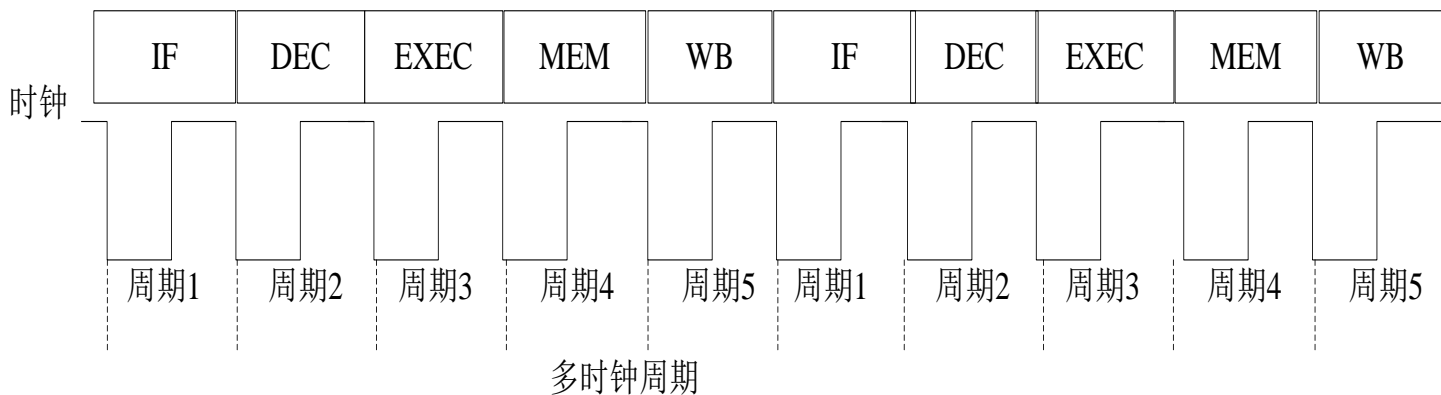 IF DEC EXEC MEM WB IF DEC EXEC MEM WB
时钟
周期1 周期2 周期3 周期4 周期5 周期1 周期2 周期3 周期4 周期5
多时钟周期